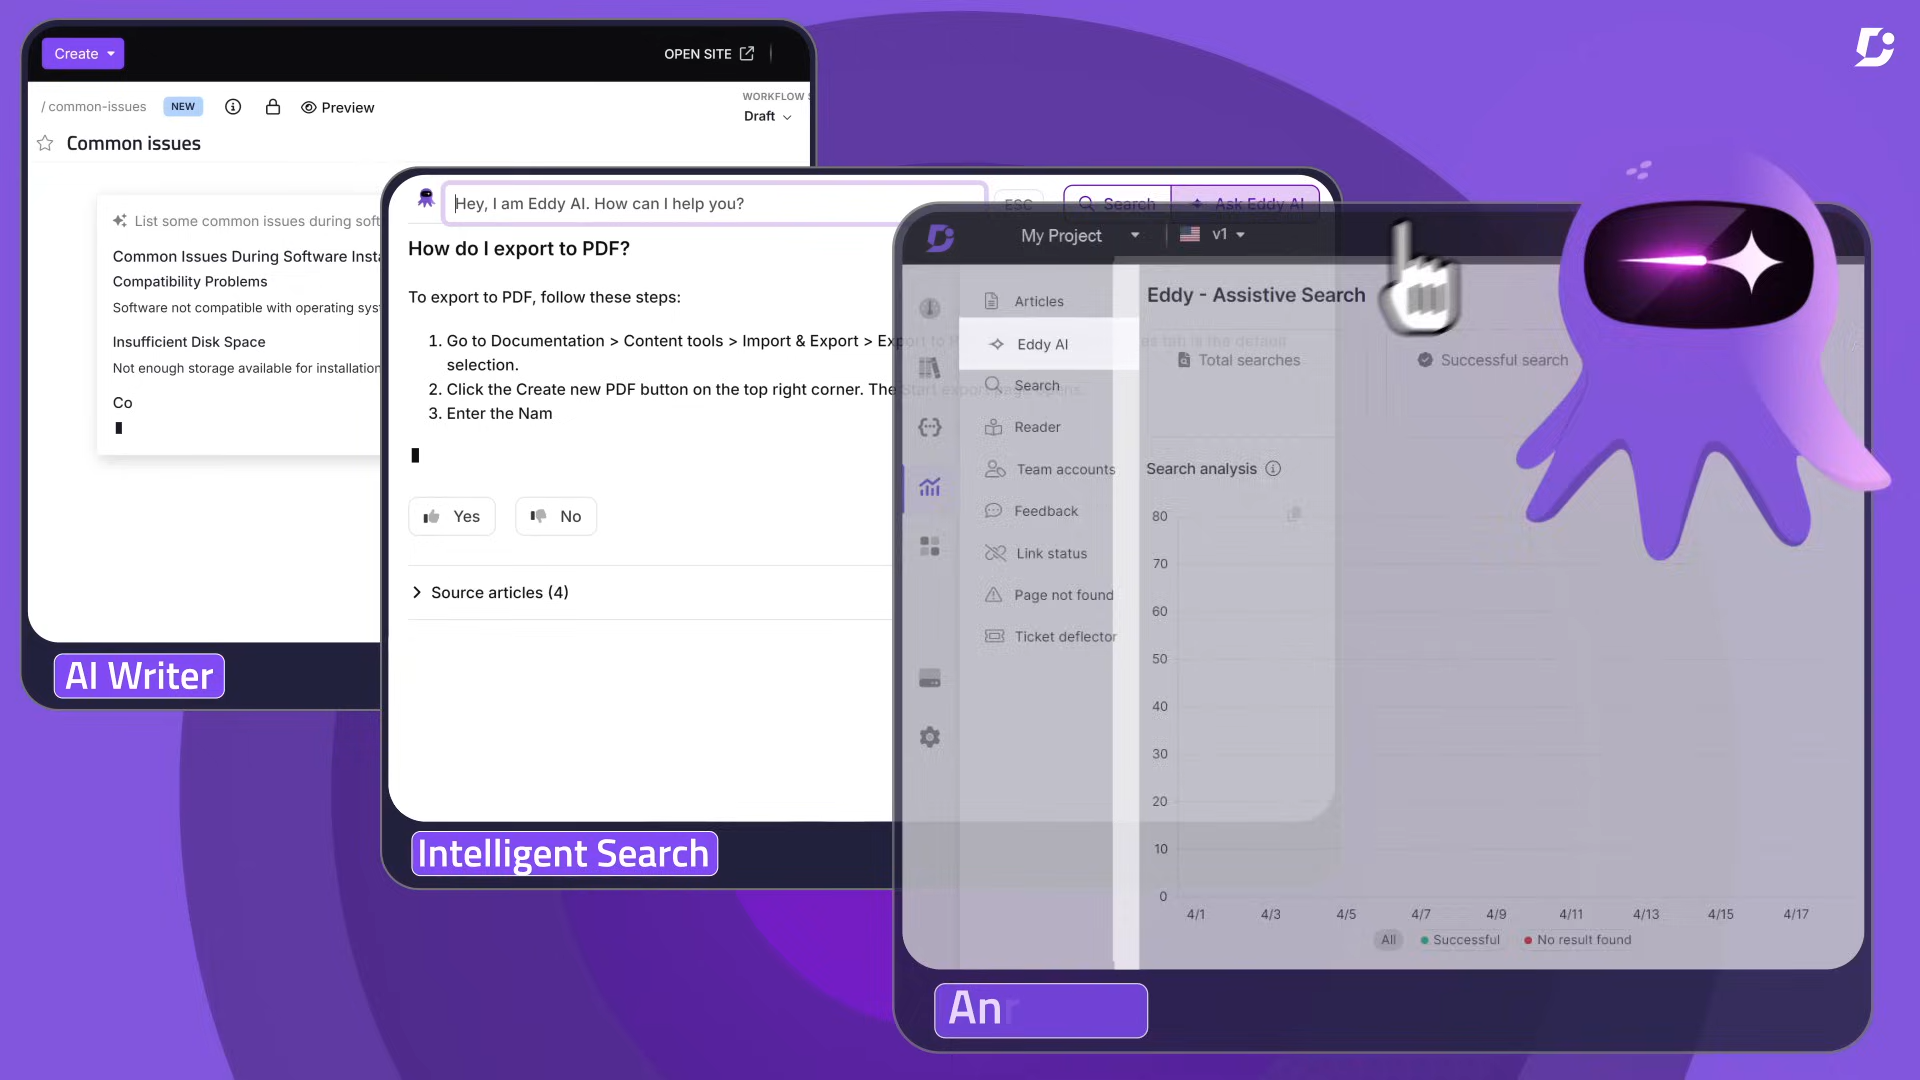 Create
OPEN SITE
/ common-issues
NEW
Preview
WORKFLOW
Draft
Common issues
List some common issues during
Common Issues During Software
Compatibility Problems
Software not compatible with operating
Insufficient Disk Space
Not enough storage available for installation
Co
AI Writer
Hey, I am Eddy AI. How can I help you?
ESC
Search
Ask Eddy AI
How do I export to PDF?
To export to PDF, follow these steps:
1. Go to Documentation > Content tools > Import & Export >
selection.
2. Click the Create new PDF button on the top right corner. The Start export page opens.
3. Enter the Nam
Yes
No
Source articles (4)
Intelligent Search
My Project
v1
Articles
Eddy AI
Search
Reader
Team accounts
Feedback
Link status
Page not found
Ticket deflector
Eddy - Assistive Search
Total searches
Successful search
Search analysis
80
70
60
50
40
30
20
10
0
4/1
4/3
4/5
4/7
4/9
4/11
4/13
4/15
4/17
All
Successful
No result found
An